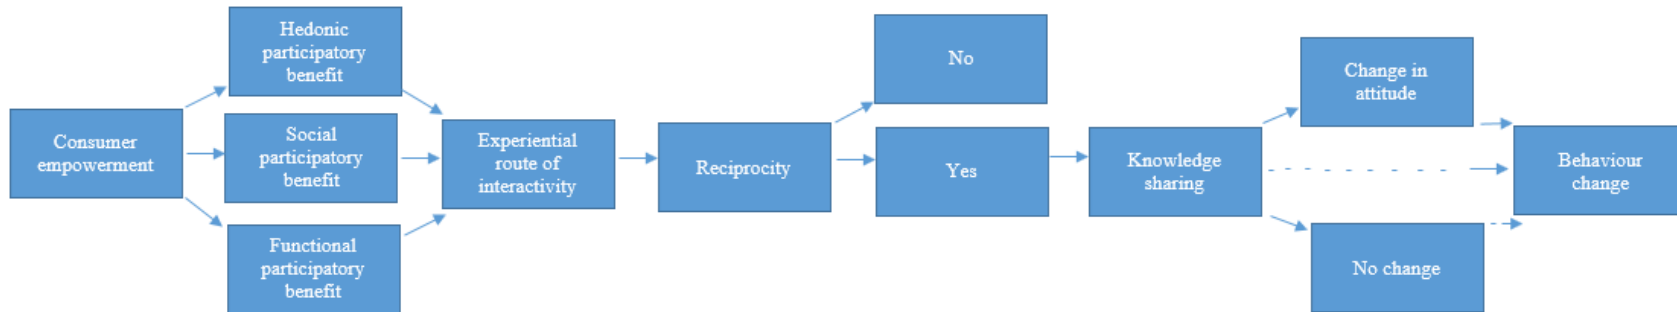 Consumer
empowerment
Hedonic
participatory
benefit
Social
participatory
benefit
Functional
participatory
benefit
Experiential
route of
interactivity
Reciprocity
No
Yes
Knowledge
sharing
Change in
attitude
No change
Behaviour
change